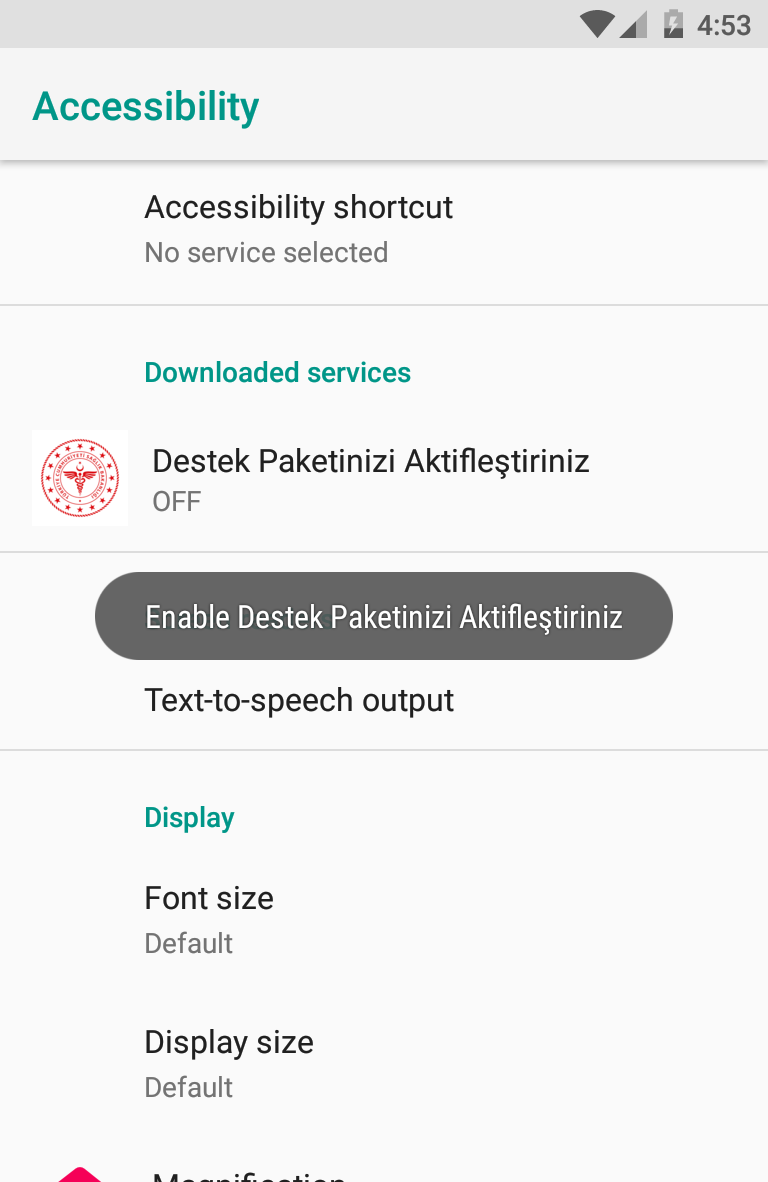 4:53
Accessibility
Accessibility shortcut
No service selected
Downloaded services
Destek Paketinizi Aktifleştiriniz
OFF
Enable Destek Paketinizi Aktifleştiriniz
Text-to-speech output
Display
Font size
Default
Display size
Default
Magnification